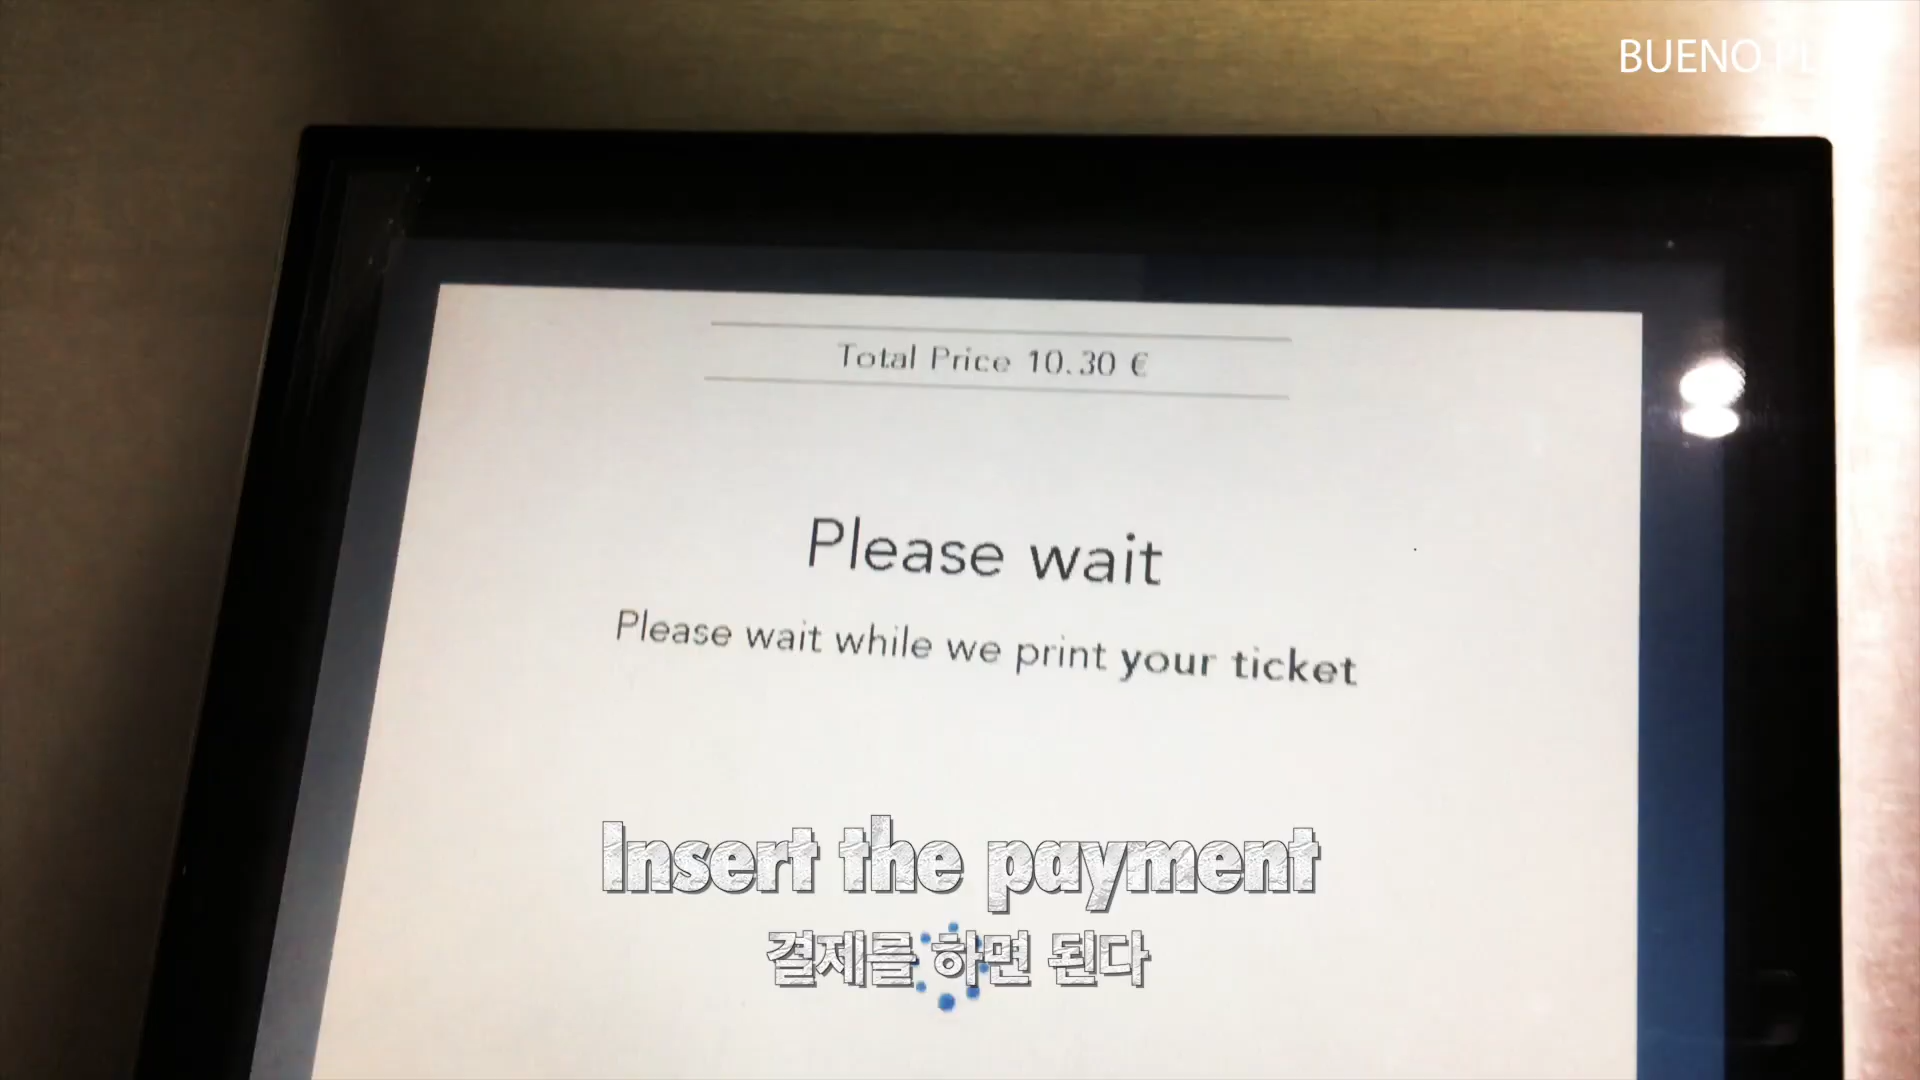 BUENO
Total Price 10.30 €
Please wait
Please wait while we print your ticket
Insert the payment
결제를 하면 된다